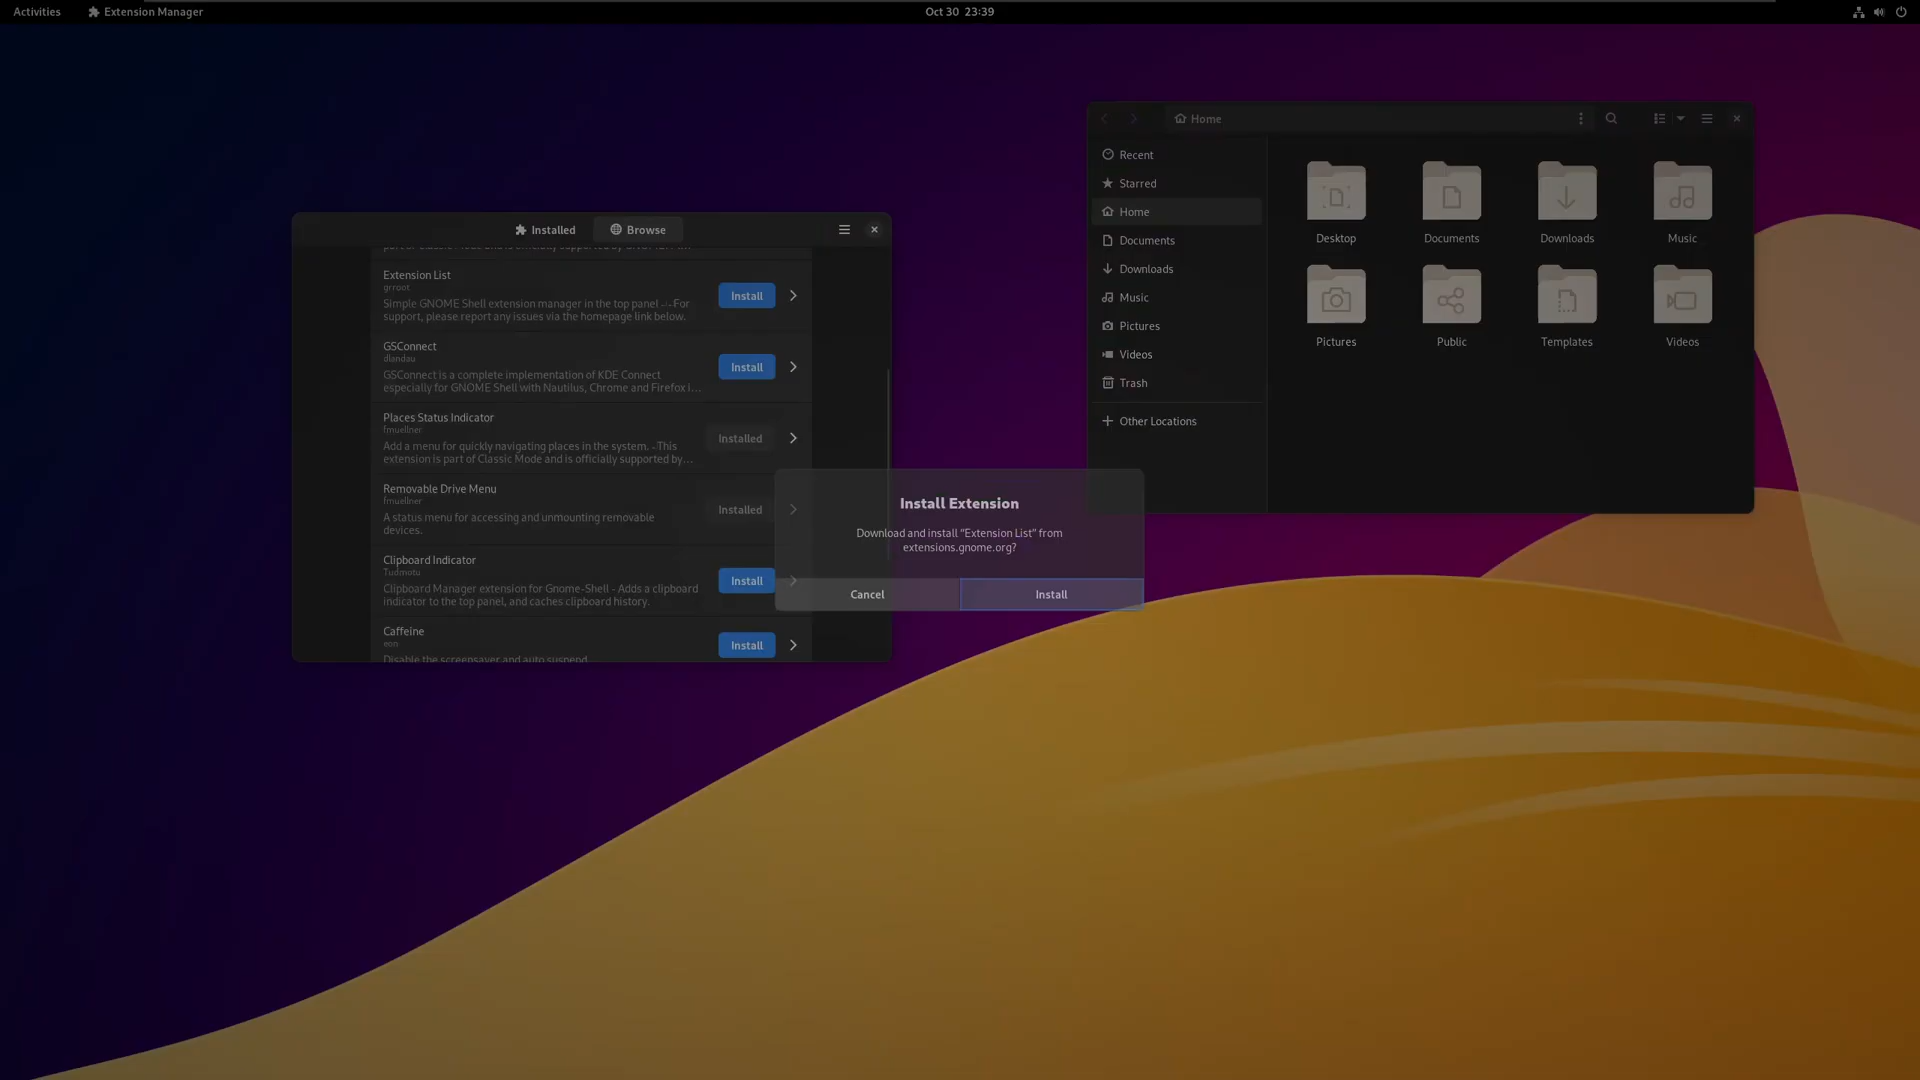 Activities
Extension Manager
Oct 30 23:39
Installed
Browse
Extension List
grroot
Simple GNOME Shell extension manager in the top panel ---For
support, please report any issues via the homepage link below.
Install
GSConnect
dlandau
GSConnect is a complete implementation of KDE Connect
especially for GNOME Shell with Nautilus, Chrome and Firefox i...
Install
Places Status Indicator
fmuellner
Add a menu for quickly navigating places in the system. --This
extension is part of Classic Mode and is officially supported by...
Installed
Removable Drive Menu
fmuellner
A status menu for accessing and unmounting removable
devices.
Installed
Clipboard Indicator
Tudmotu
Clipboard Manager extension for Gnome-Shell - Adds a clipboard
indicator to the top panel, and caches clipboard history.
Install
Caffeine
eon
Disable the screensaver and auto suspend
Install
Install Extension
Download and install “Extension List” from
extensions.gnome.org?
Cancel
Install
Home
Recent
Starred
Home
Documents
Downloads
Music
Pictures
Videos
Trash
Other Locations
Desktop
Documents
Downloads
Music
Pictures
Public
Templates
Videos